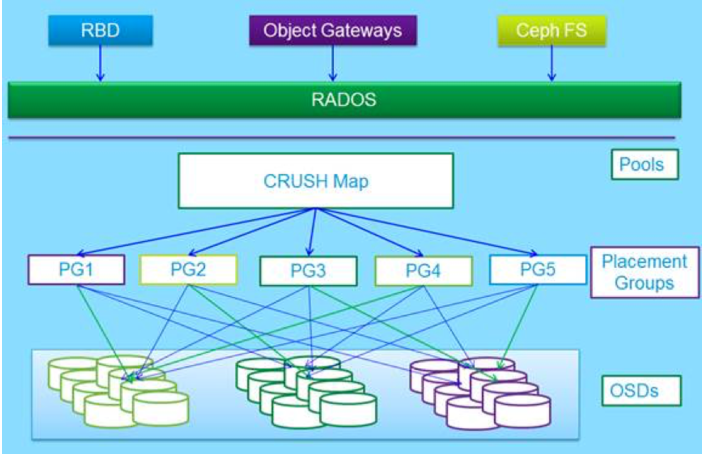 RBD
Object Gateways
Ceph FS
RADOS
Pools
CRUSH Map
PG1
PG2
PG3
PG4
PG5
Placement
Groups
OSDs